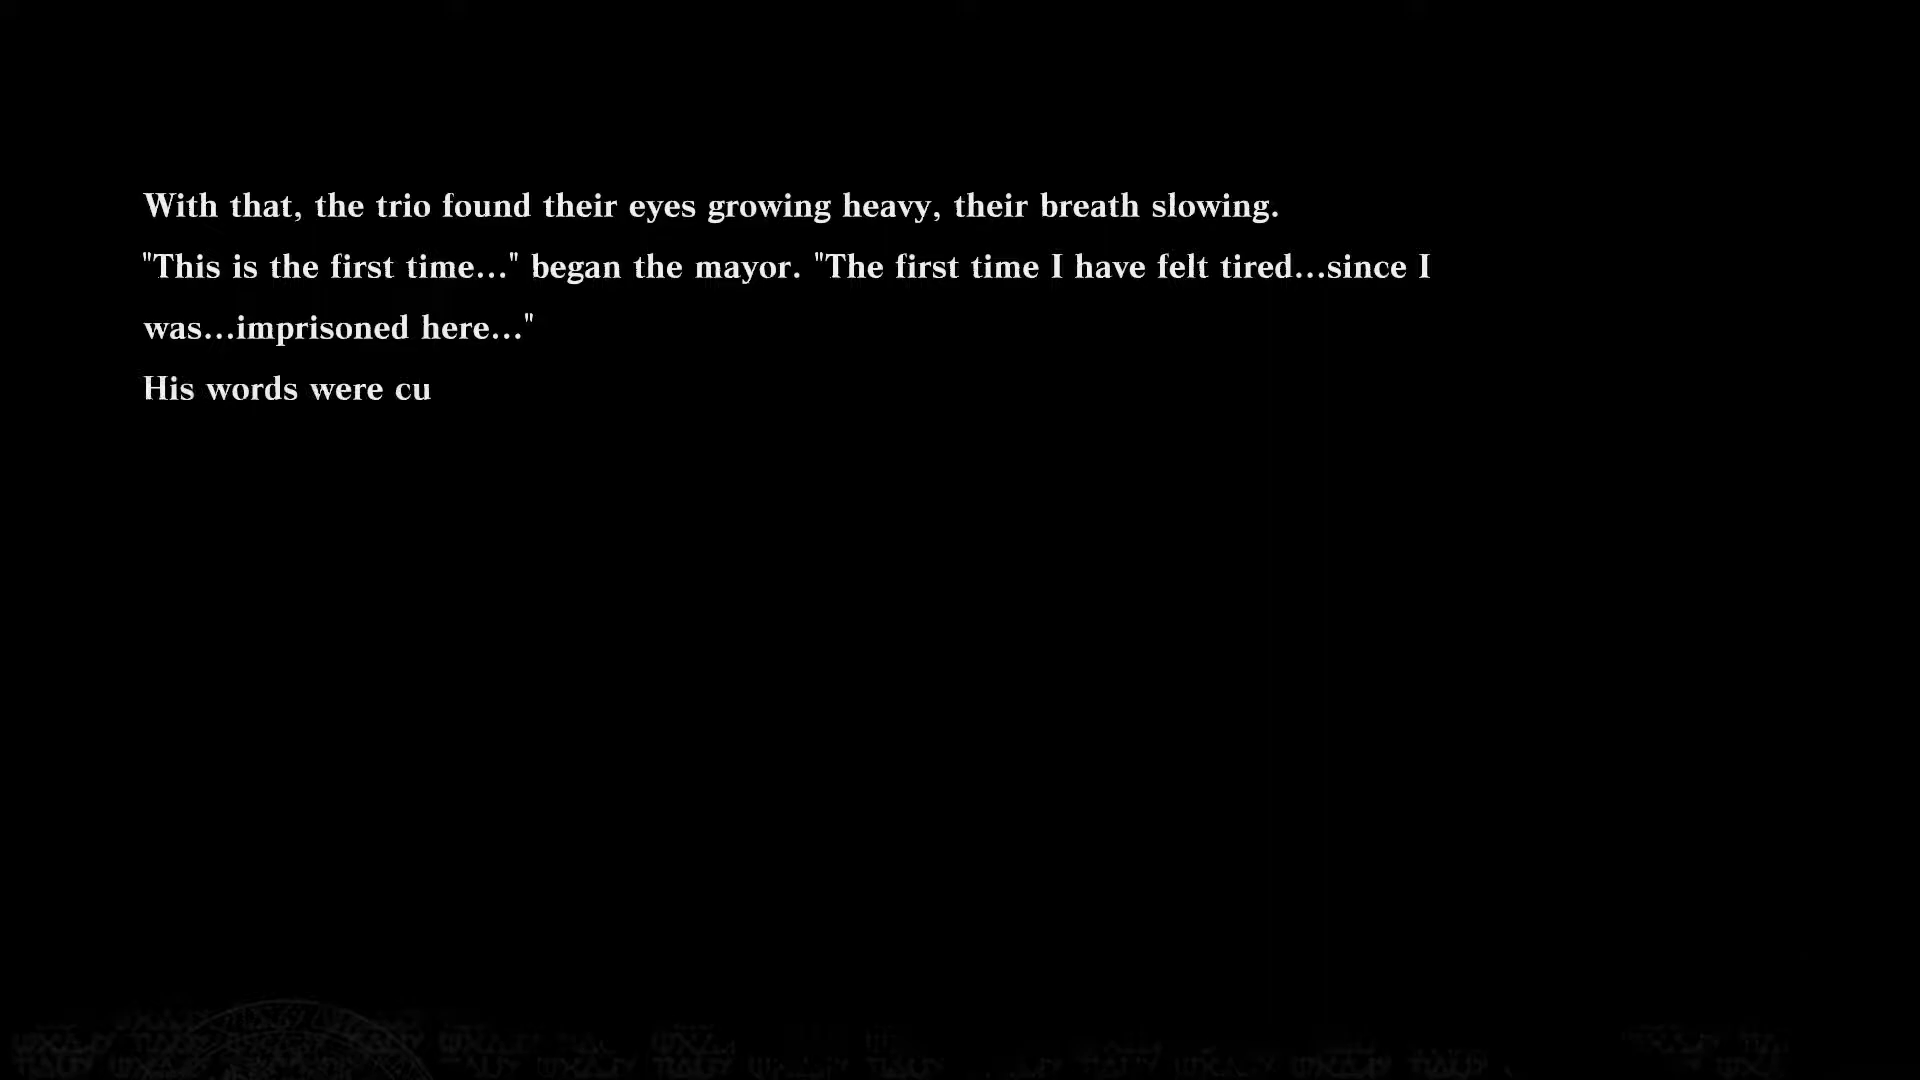 With that, the trio found their eyes growing heavy, their breath slowing.
"This is the first time..." began the mayor. "The first time I have felt tired...since I
was...imprisoned here..."
His words were cu